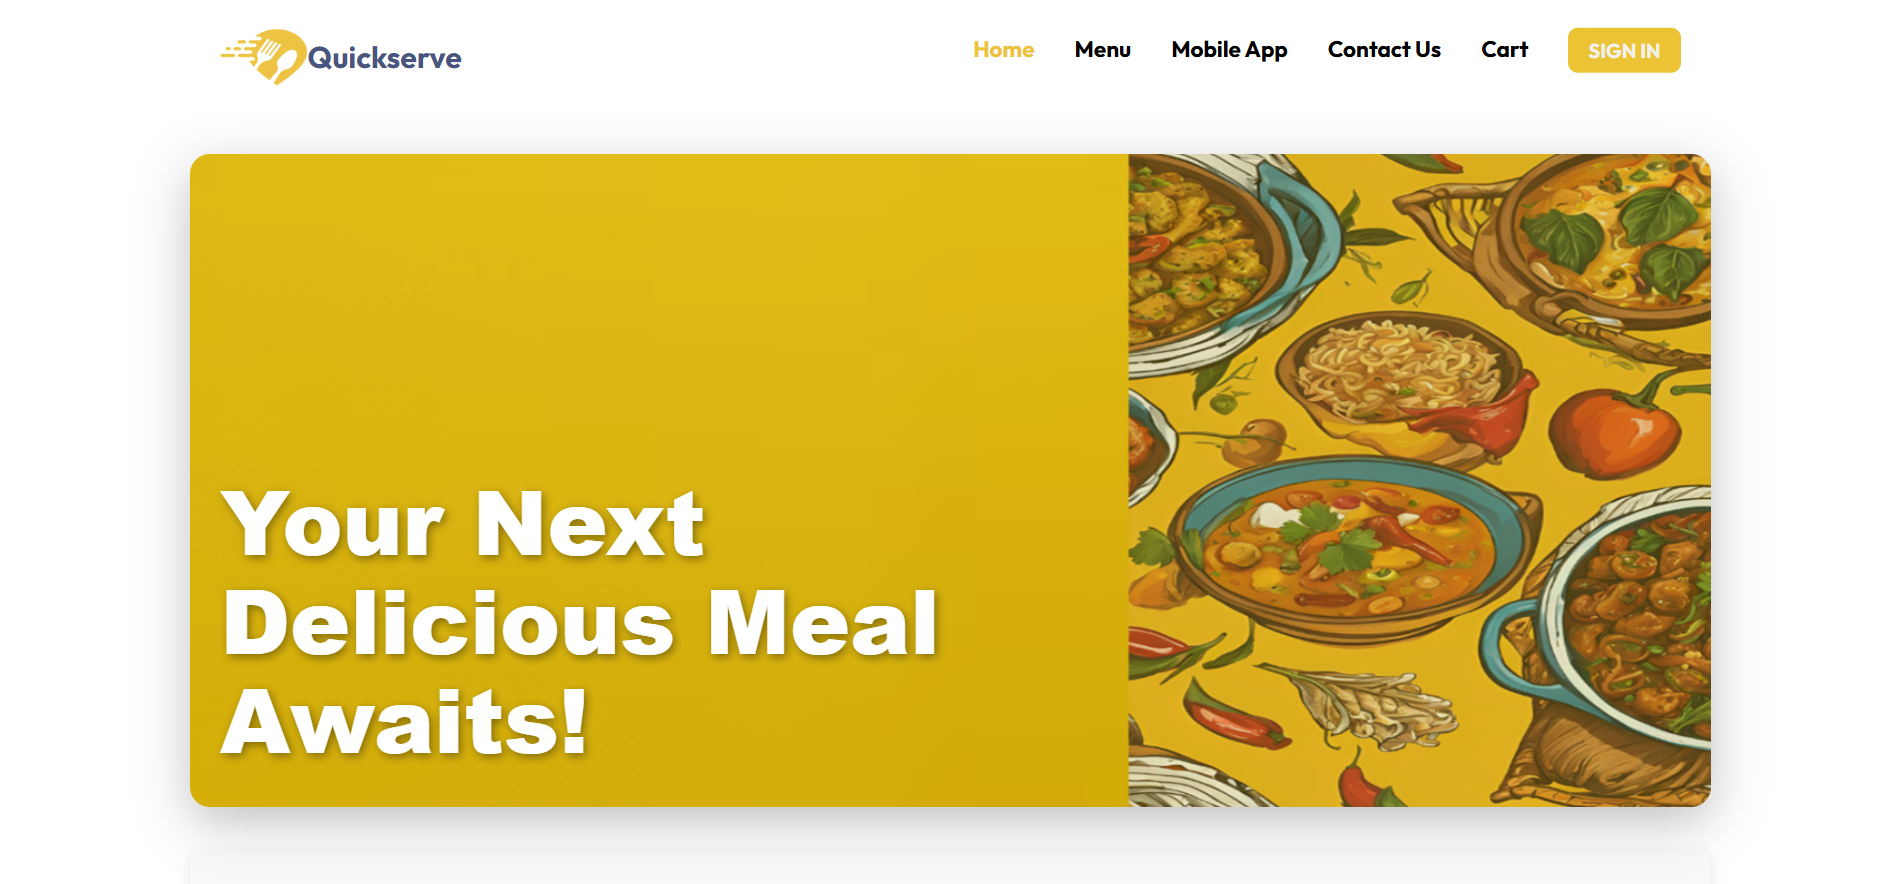 Quickserve
Home
Menu
Mobile App
Contact Us
Cart
SIGN IN
Your Next
Delicious Meal
Awaits!